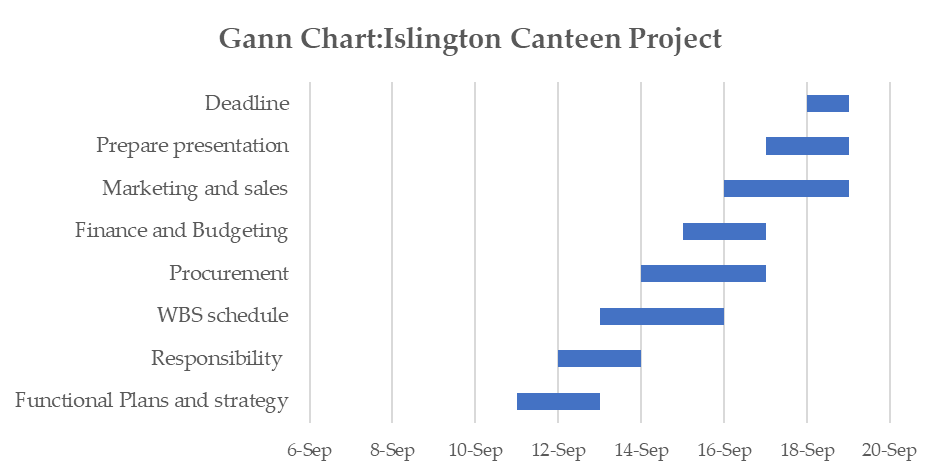 Gann Chart:Islington Canteen Project
Deadline
Prepare presentation
Marketing and sales
Finance and Budgeting
Procurement
WBS schedule
Responsibility
Functional Plans and strategy
6-Sep 8-Sep 10-Sep 12-Sep 14-Sep 16-Sep 18-Sep 20-Sep